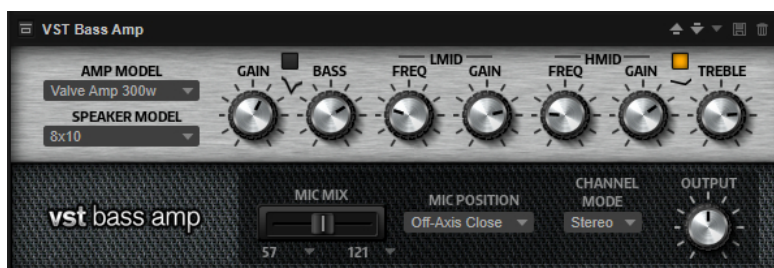 VST Bass Amp
AMP MODEL
Valve Amp 300w
SPEAKER MODEL
8x10
GAIN
BASS
LMID
FREQ
GAIN
HMID
FREQ
GAIN
TREBLE
vst bass amp
MIC MIX
57
121
MIC POSITION
Off-Axis Close
CHANNEL
MODE
Stereo
OUTPUT